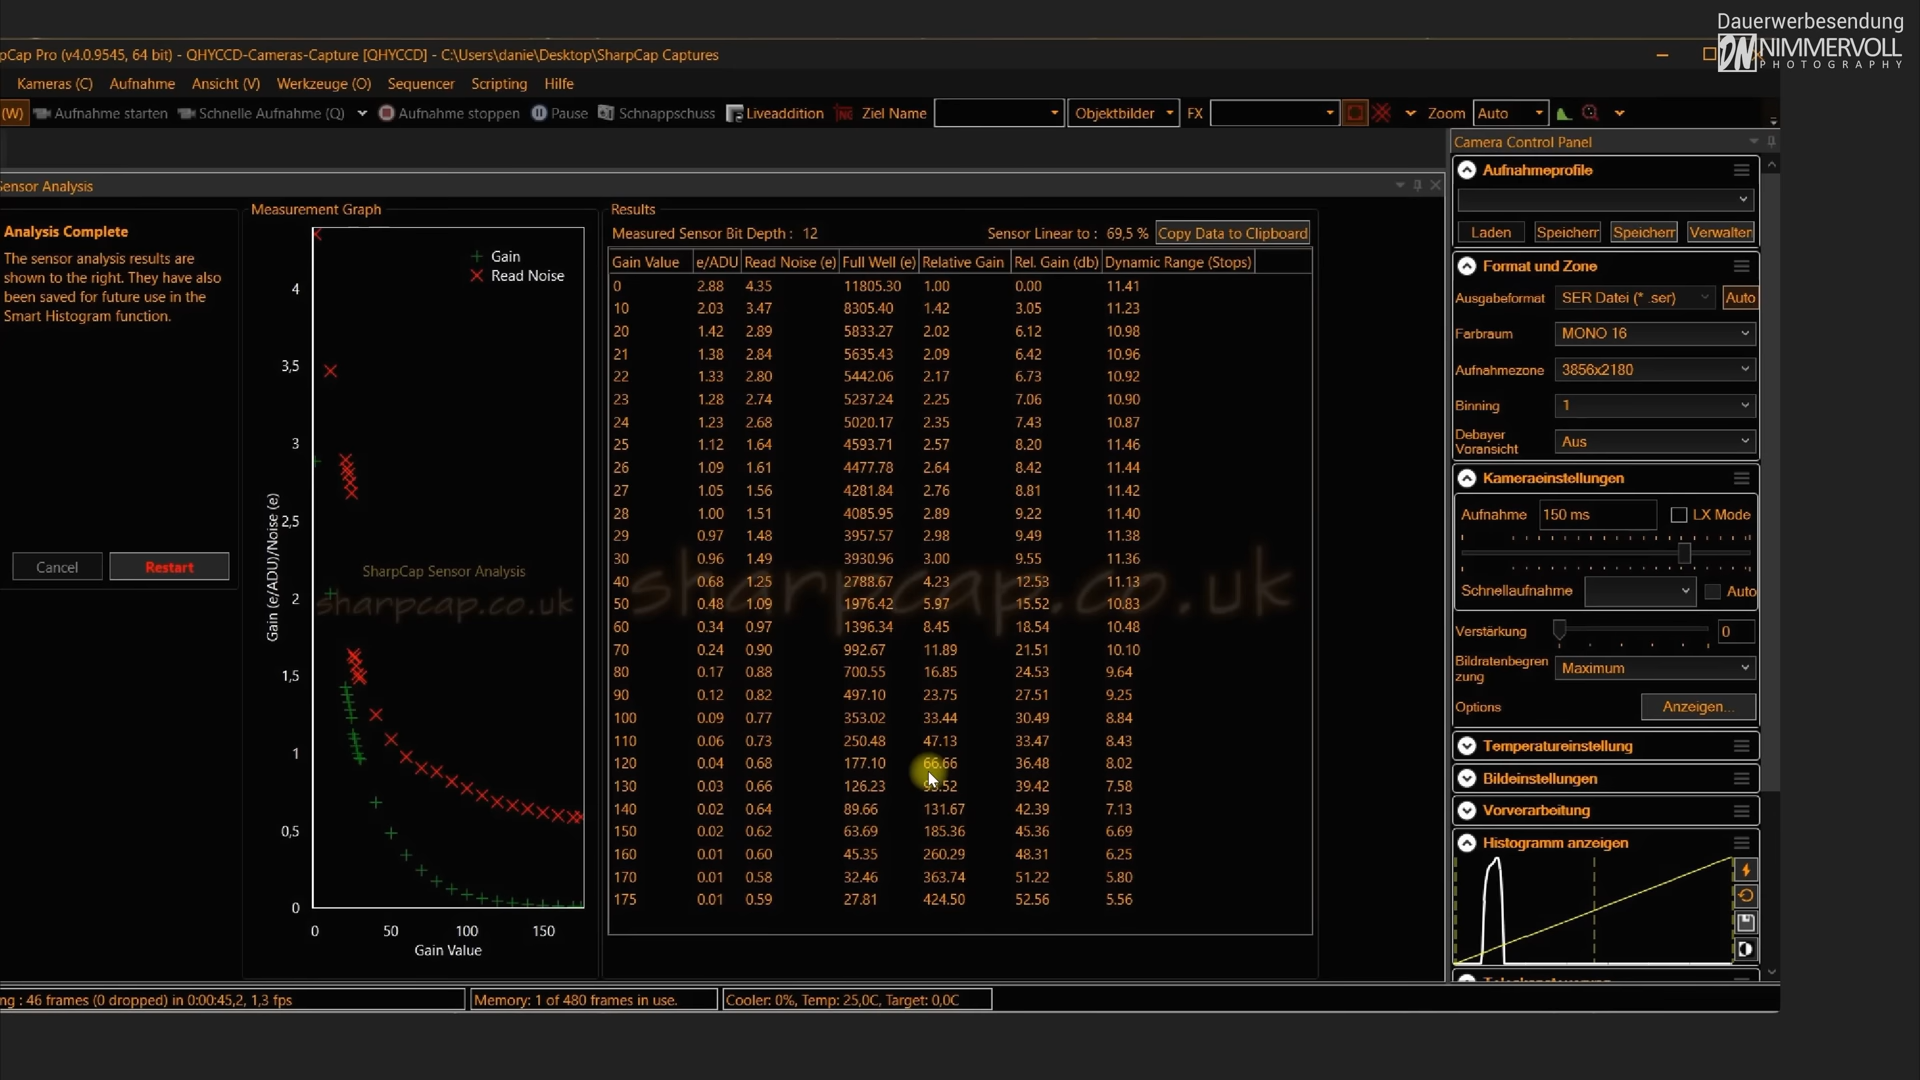 Dauerwerbesendung
DN NIMMERVOLL
PHOTOGRAPHY
pCap Pro (v4.0.9545, 64 bit) - QHYCCD-Cameras-Capture [QHYCCD] - C:\Users\danie\Desktop\SharpCap Captures
Kameras (C) Aufnahme Ansicht (V) Werkzeuge (O) Sequencer Scripting Hilfe
(W) Aufnahme starten Schnelle Aufnahme (Q) Aufnahme stoppen Pause Schnappschuss Liveaddition Ziel Name Objektbilder FX Zoom Auto
Sensor Analysis
Analysis Complete
The sensor analysis results are
shown to the right. They have also
been saved for future use in the
Smart Histogram function.
Cancel Restart
Measurement Graph
Gain
Read Noise
4
3,5
3
2,5
2
1,5
1
0,5
0
Gain (e/ADU)/Noise (e)
SharpCap Sensor Analysis
sharpcap.co.uk
0 50 100 150
Gain Value
Results
Measured Sensor Bit Depth : 12 Sensor Linear to : 69,5 % Copy Data to Clipboard
Gain Value e/ADU Read Noise (e) Full Well (e) Relative Gain Rel. Gain (db) Dynamic Range (Stops)
0 2.88 4.35 11805.30 1.00 0.00 11.41
10 2.03 3.47 8305.40 1.42 3.05 11.23
20 1.42 2.89 5833.27 2.02 6.12 10.98
21 1.38 2.84 5635.43 2.09 6.42 10.96
22 1.33 2.80 5442.06 2.17 6.73 10.92
23 1.28 2.74 5237.24 2.25 7.06 10.90
24 1.23 2.68 5020.17 2.35 7.43 10.87
25 1.12 1.64 4593.71 2.57 8.20 11.46
26 1.09 1.61 4477.78 2.64 8.42 11.44
27 1.05 1.56 4281.84 2.76 8.81 11.42
28 1.00 1.51 4085.95 2.89 9.22 11.40
29 0.97 1.48 3957.57 2.98 9.49 11.38
30 0.96 1.49 3930.96 3.00 9.55 11.36
40 0.68 1.25 2788.67 4.23 12.53 11.13
50 0.48 1.09 1976.42 5.97 15.52 10.83
60 0.34 0.97 1396.34 8.45 18.54 10.48
70 0.24 0.90 992.67 11.89 21.51 10.10
80 0.17 0.88 700.55 16.85 24.53 9.64
90 0.12 0.82 497.10 23.75 27.51 9.25
100 0.09 0.77 353.02 33.44 30.49 8.84
110 0.06 0.73 250.48 47.13 33.47 8.43
120 0.04 0.68 177.10 66.66 36.48 8.02
130 0.03 0.66 126.23 39.42 7.58
140 0.02 0.64 89.66 131.67 42.39 7.13
150 0.02 0.62 63.69 185.36 45.36 6.69
160 0.01 0.60 45.35 260.29 48.31 6.25
170 0.01 0.58 32.46 363.74 51.22 5.80
175 0.01 0.59 27.81 424.50 52.56 5.56
sharpcap.co.uk
Camera Control Panel
Aufnahmeprofile
Laden Speichern Speichern Verwalten
Format und Zone
Ausgabeformat SER Datei (*.ser) Auto
Farbraum MONO 16
Aufnahmezone 3856x2180
Binning 1
Debayer
Voransicht Aus
Kameraeinstellungen
Aufnahme 150 ms LX Mode
Schnellaufnahme Auto
Verstärkung 0
Bildratenbegren
zung Maximum
Options Anzeigen...
Temperatureinstellung
Bildeinstellungen
Vorverarbeitung
Histogramm anzeigen
ng : 46 frames (0 dropped) in 0:00:45,2, 1,3 fps Memory: 1 of 480 frames in use. Cooler: 0%, Temp: 25,0C, Target: 0,0C